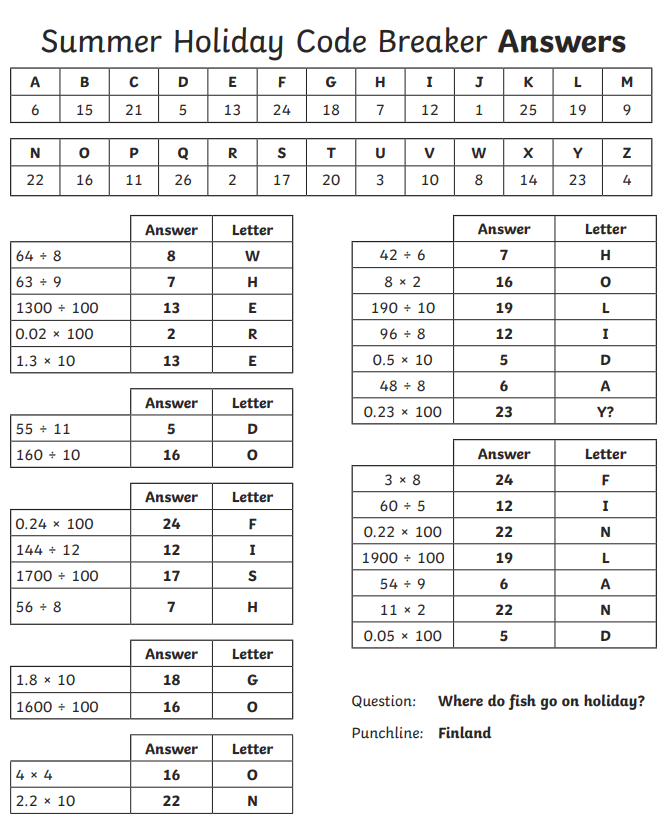 Summer Holiday Code Breaker Answers
A B C D E F G H I J K L M
6 15 21 5 13 24 18 7 12 1 25 19 9
N O P Q R S T U V W X Y Z
22 16 11 26 2 17 20 3 10 8 14 23 4
Answer Letter
64 ÷ 8 8 W
63 ÷ 9 7 H
1300 ÷ 100 13 E
0.02 × 100 2 R
1.3 × 10 13 E
Answer Letter
55 ÷ 11 5 D
160 ÷ 10 16 O
Answer Letter
0.24 × 100 24 F
144 ÷ 12 12 I
1700 ÷ 100 17 S
56 ÷ 8 7 H
Answer Letter
1.8 × 10 18 G
1600 ÷ 100 16 O
Answer Letter
4 × 4 16 O
2.2 × 10 22 N
Answer Letter
42 ÷ 6 7 H
8 × 2 16 O
190 ÷ 10 19 L
96 ÷ 8 12 I
0.5 × 10 5 D
48 ÷ 8 6 A
0.23 × 100 23 Y?
Answer Letter
3 × 8 24 F
60 ÷ 5 12 I
0.22 × 100 22 N
1900 ÷ 100 19 L
54 ÷ 9 6 A
11 × 2 22 N
0.05 × 100 5 D
Question: Where do fish go on holiday?
Punchline: Finland